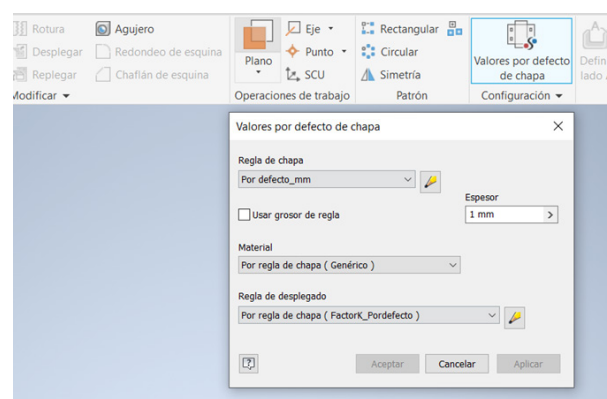 Rotura
Agujero
Eje
Rectangular
Desplegar
Redondeo de esquina
Punto
Circular
Replegar
Chaflán de esquina
Plano
SCU
Simetría
Valores por defecto
de chapa
Defin
lado
Modificar
Operaciones de trabajo
Patrón
Configuración
Valores por defecto de chapa
Regla de chapa
Por defecto_mm
Espesor
Usar grosor de regla
1 mm
Material
Por regla de chapa ( Genérico )
Regla de desplegado
Por regla de chapa ( FactorK_Pordefecto )
Aceptar
Cancelar
Aplicar